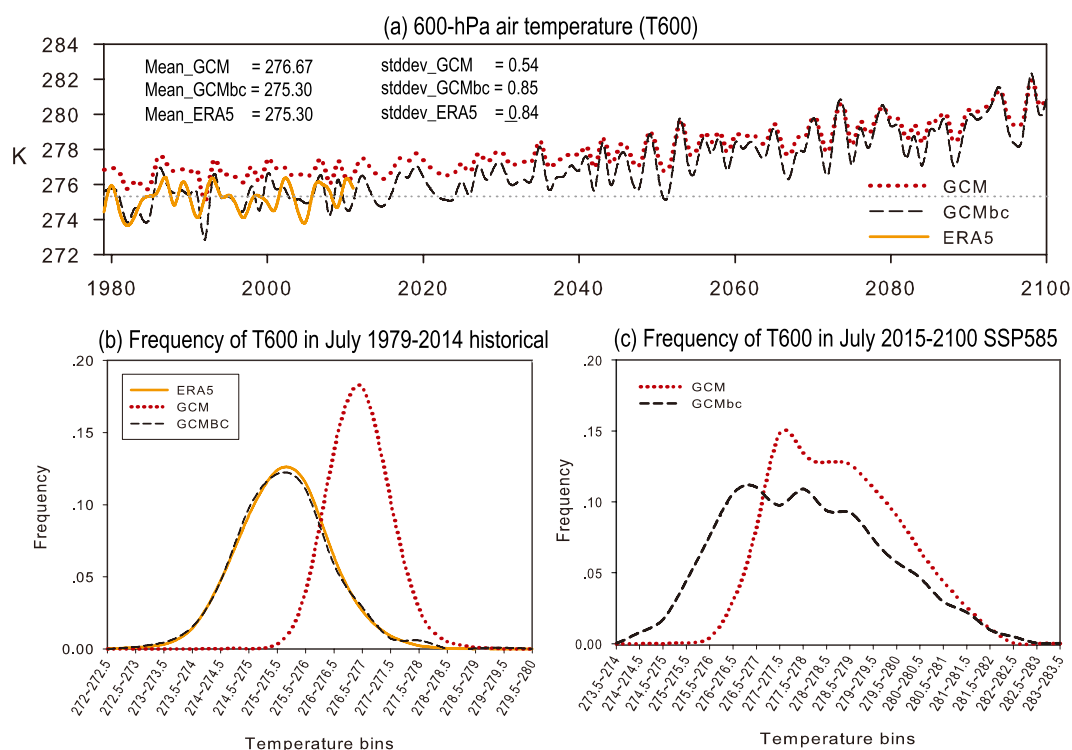 (a) 600-hPa air temperature (T600)
284
282
280
278
276
274
272
K
Mean_GCM = 276.67
Mean_GCMbc = 275.30
Mean_ERA5 = 275.30
stddev_GCM = 0.54
stddev_GCMbc = 0.85
stddev_ERA5 = 0.84
GCM
GCMbc
ERA5
1980 2000 2020 2040 2060 2080 2100
(b) Frequency of T600 in July 1979-2014 historical
.20
.15
.10
.05
0.00
Frequency
ERA5
GCM
GCMBC
272-272.5
272.5-273
273-273.5
273.5-274
274-274.5
274.5-275
275-275.5
275.5-276
276-276.5
276.5-277
277-277.5
277.5-278
278-278.5
278.5-279
279-279.5
279.5-280
Temperature bins
(c) Frequency of T600 in July 2015-2100 SSP585
.20
.15
.10
.05
0.00
Frequency
GCM
GCMbc
273.5-274
274-274.5
274.5-275
275-275.5
275.5-276
276-276.5
276.5-277
277-277.5
277.5-278
278-278.5
278.5-279
279-279.5
279.5-280
280-280.5
280.5-281
281-281.5
281.5-282
282-282.5
282.5-283
283-283.5
Temperature bins